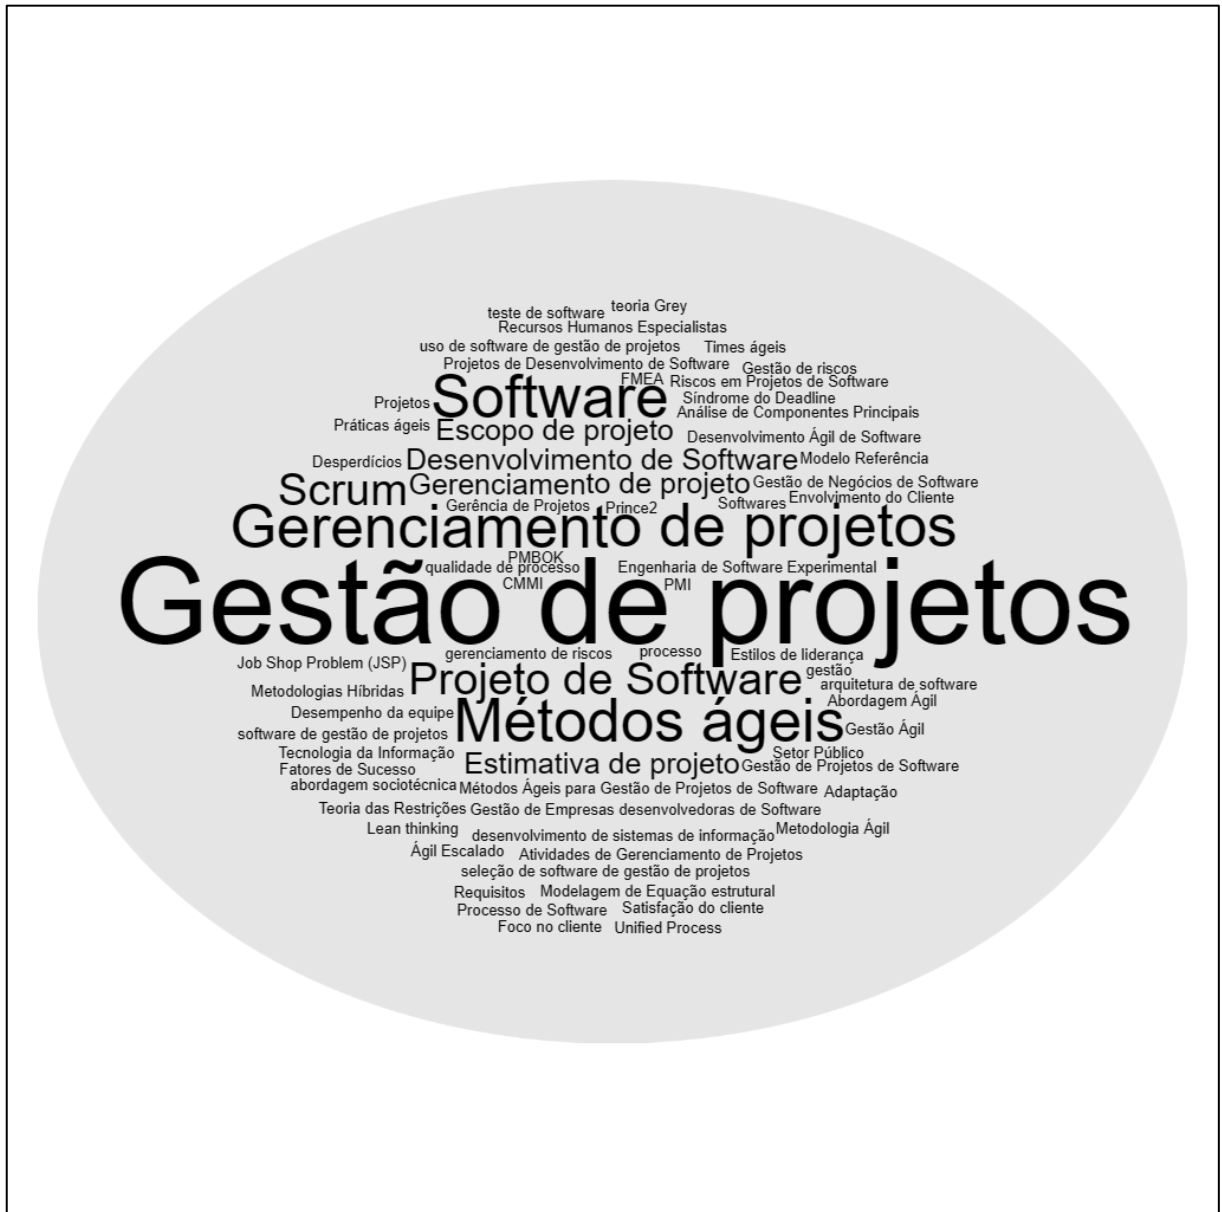 teoria Grey
teste de software
Recursos Humanos Especialistas
uso de software de gestão de projetos
Times ágeis
Projetos de Desenvolvimento de Software
Gestão de riscos
FMEA
Riscos em Projetos de Software
Software
Síndrome do Deadline
Projetos
Análise de Componentes Principais
Práticas ágeis
Escopo de projeto
Desenvolvimento Ágil de Software
Desperdícios
Desenvolvimento de Software
Modelo Referência
Scrum
Gerenciamento de projeto
Gestão de Negócios de Software
Envolvimento do Cliente
Gerência de Projetos
Prince2
Softwares
Gerenciamento de projetos
PMBOK
qualidade de processo
Engenharia de Software Experimental
CMMI
PMI
Gestão de projetos
gerenciamento de riscos
processo
Estilos de liderança
Job Shop Problem (JSP)
gestão
Projeto de Software
arquitetura de software
Metodologias Híbridas
Abordagem Ágil
Desempenho da equipe
Métodos ágeis
Gestão Ágil
software de gestão de projetos
Tecnologia da Informação
Setor Público
Estimativa de projeto
Gestão de Projetos de Software
Fatores de Sucesso
abordagem sociotécnica
Métodos Ágeis para Gestão de Projetos de Software
Adaptação
Teoria das Restrições
Gestão de Empresas desenvolvedoras de Software
Lean thinking
desenvolvimento de sistemas de informação
Metodologia Ágil
Ágil Escalado
Atividades de Gerenciamento de Projetos
seleção de software de gestão de projetos
Requisitos
Modelagem de Equação estrutural
Processo de Software
Satisfação do cliente
Foco no cliente
Unified Process